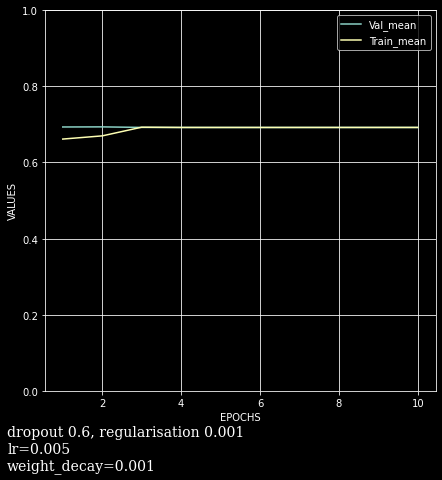 1.0
Val_mean
Train_mean
0.8
0.6
VALUES
0.4
0.2
0.0
2 4 6 8 10
EPOCHS
dropout 0.6, regularisation 0.001
lr=0.005
weight_decay=0.001